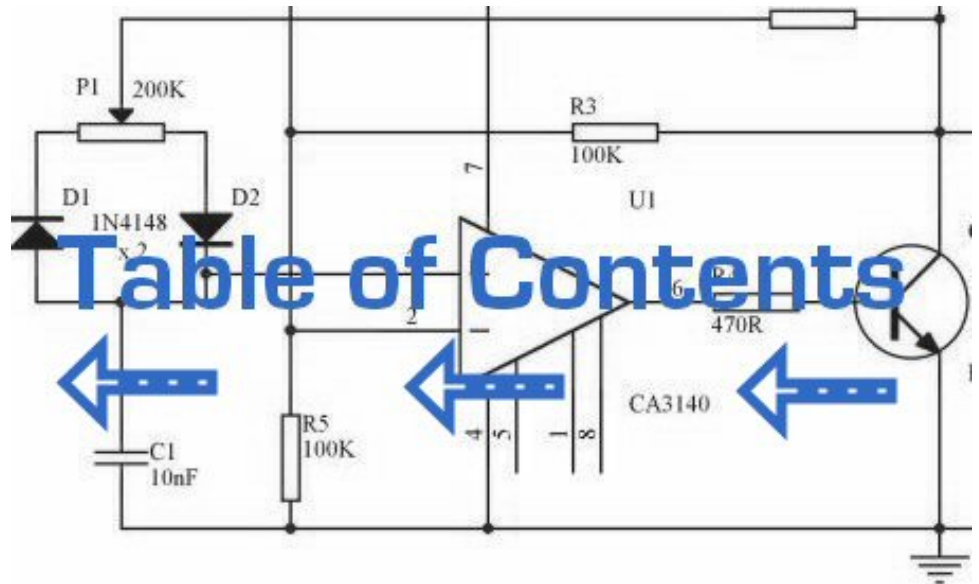 P1
200K
R3
100K
7
U1
D1
D2
1N4148
x 2
Table of Contents
6
2
470R
CA3140
R5
100K
4
5
1
8
C1
10nF